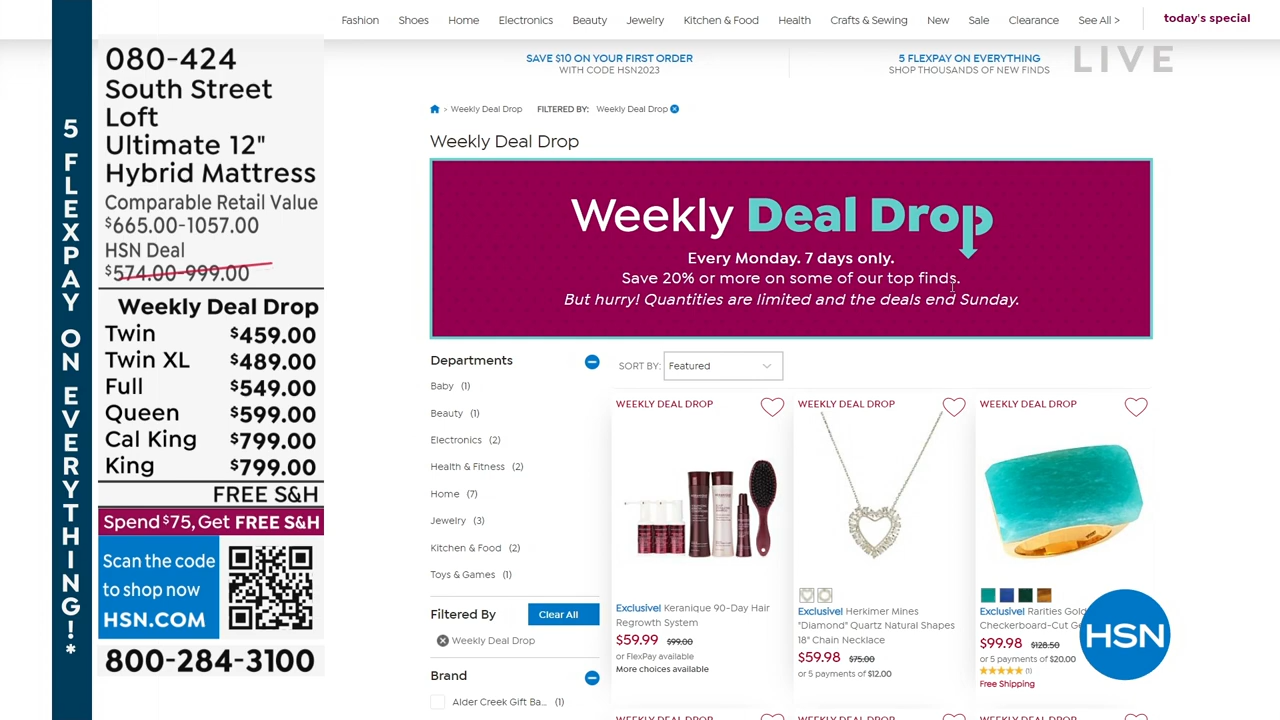 Fashion Shoes Home Electronics Beauty Jewelry Kitchen & Food Health Crafts & Sewing New Sale Clearance See All > today's special
SAVE $10 ON YOUR FIRST ORDER
WITH CODE HSN2023
5 FLEXPAY ON EVERYTHING
SHOP THOUSANDS OF NEW FINDS
LIVE
5 FLEXPAY ON EVERYTHING!*
080-424
South Street
Loft
Ultimate 12"
Hybrid Mattress
Comparable Retail Value
$665.00-1057.00
HSN Deal
$574.00-999.00
Weekly Deal Drop
Twin $459.00
Twin XL $489.00
Full $549.00
Queen $599.00
Cal King $799.00
King $799.00
FREE S&H
Spend $75, Get FREE S&H
Scan the code
to shop now
HSN.COM
800-284-3100
> Weekly Deal Drop FILTERED BY: Weekly Deal Drop
Weekly Deal Drop
Weekly Deal Drop
Every Monday. 7 days only.
Save 20% or more on some of our top finds.
But hurry! Quantities are limited and the deals end Sunday.
Departments
Baby (1)
Beauty (1)
Electronics (2)
Health & Fitness (2)
Home (7)
Jewelry (3)
Kitchen & Food (2)
Toys & Games (1)
Filtered By Clear All
Weekly Deal Drop
Brand
Alder Creek Gift Ba... (1)
SORT BY: Featured
WEEKLY DEAL DROP
Exclusive! Keranique 90-Day Hair
Regrowth System
$59.99 $99.00
or FlexPay available
More choices available
WEEKLY DEAL DROP
Exclusive! Herkimer Mines
"Diamond" Quartz Natural Shapes
18" Chain Necklace
$59.98 $75.00
or 5 payments of $12.00
WEEKLY DEAL DROP
Exclusive! Rarities Gold
Checkerboard-Cut
$99.98 $128.50
or 5 payments of $20.00
(1)
Free Shipping
HSN
WEEKLY DEAL DROP WEEKLY DEAL DROP WEEKLY DEAL DROP